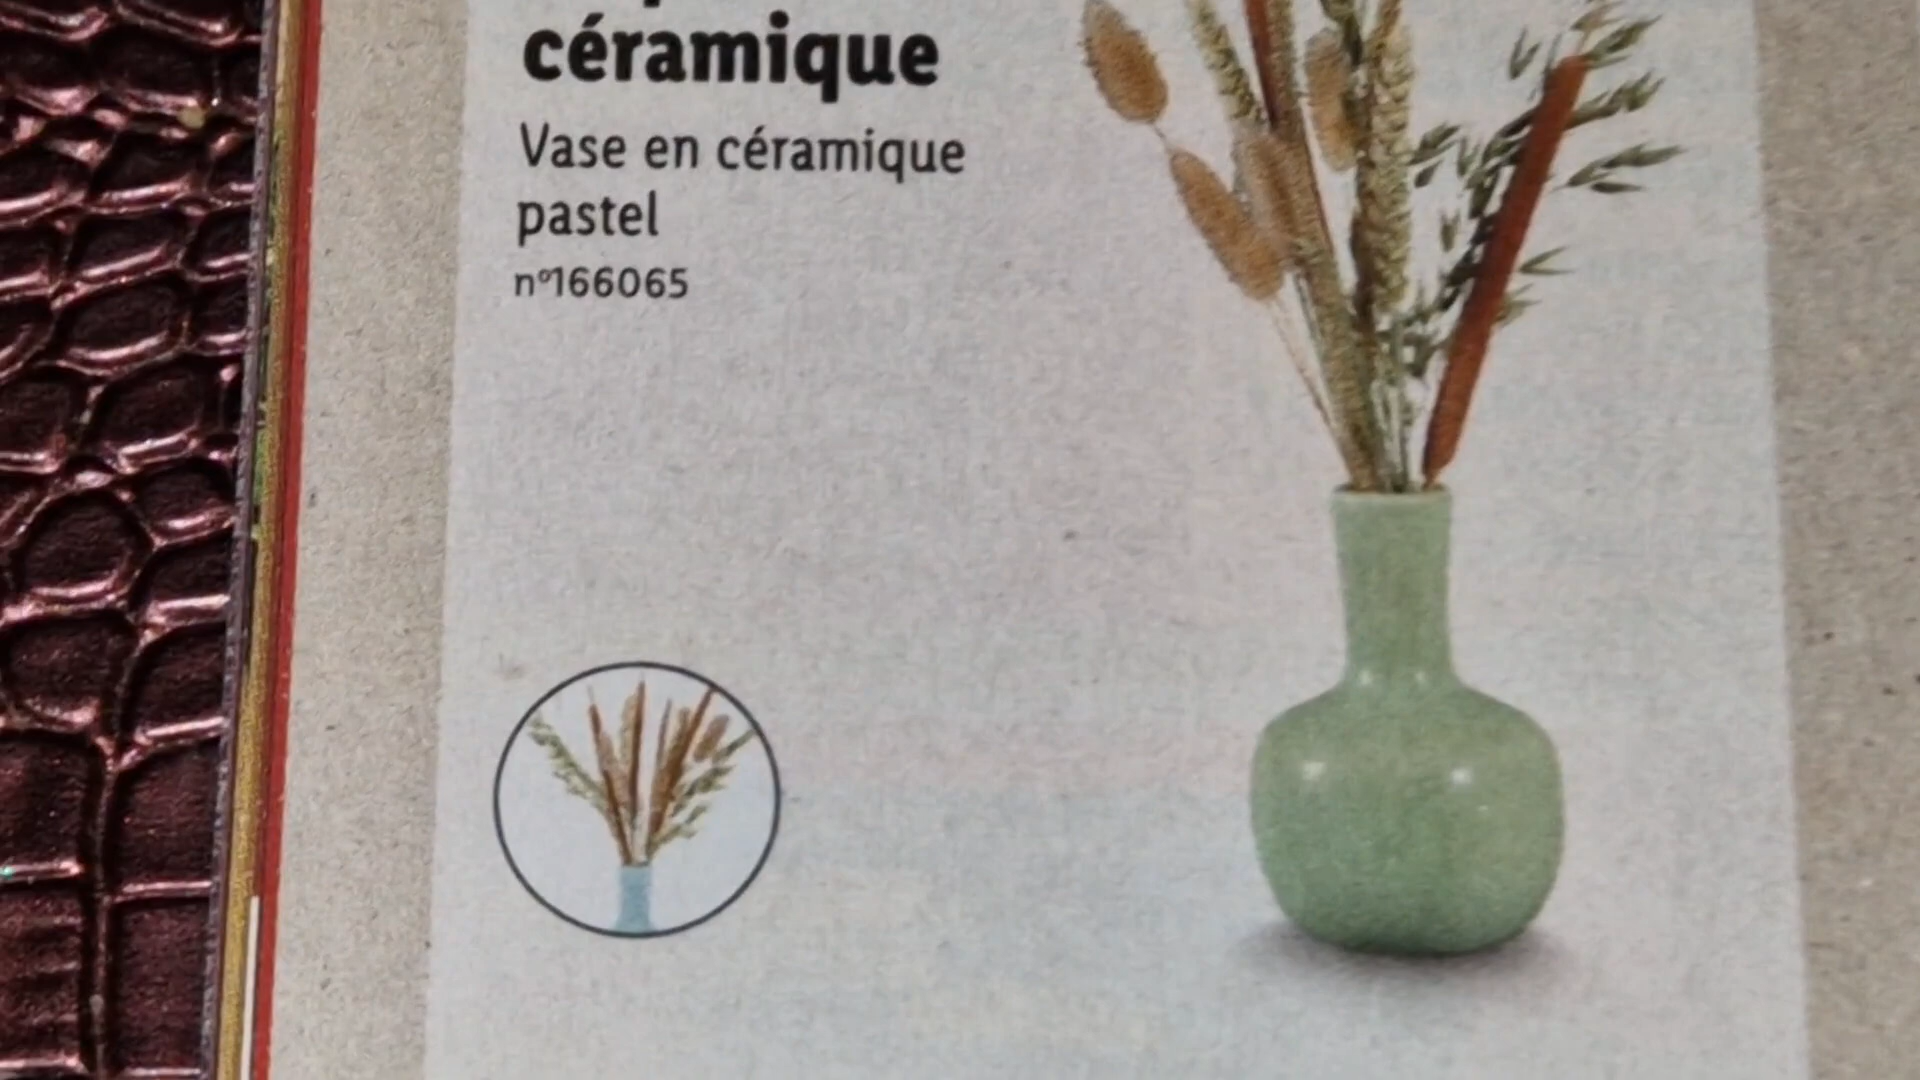 céramique
Vase en céramique
pastel
n°166065